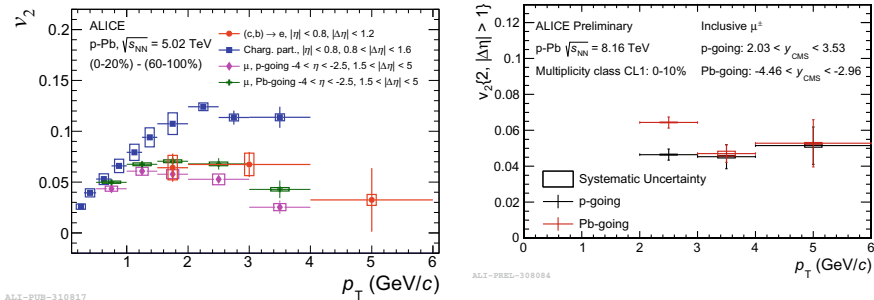 v₂
ALICE
p-Pb, √s_NN = 5.02 TeV
(0-20%) - (60-100%)
(c,b) → e, |η| < 0.8, |Δη| < 1.2
Charg. part., |η| < 0.8, 0.8 < |Δη| < 1.6
μ, p-going -4 < η < -2.5, 1.5 < |Δη| < 5
μ, Pb-going -4 < η < -2.5, 1.5 < |Δη| < 5
0.2
0.15
0.1
0.05
0
1 2 3 4 5 6
p_T (GeV/c)
ALI-PUB-310817
v₂{2, |Δη| > 1}
ALICE Preliminary
p-Pb √s_NN = 8.16 TeV
Multiplicity class CL1: 0-10%
Inclusive μ±
p-going: 2.03 < y_CMS < 3.53
Pb-going: -4.46 < y_CMS < -2.96
0.12
0.1
0.08
0.06
0.04
0.02
0
Systematic Uncertainty
p-going
Pb-going
0 1 2 3 4 5 6
p_T (GeV/c)
ALI-PREL-308084